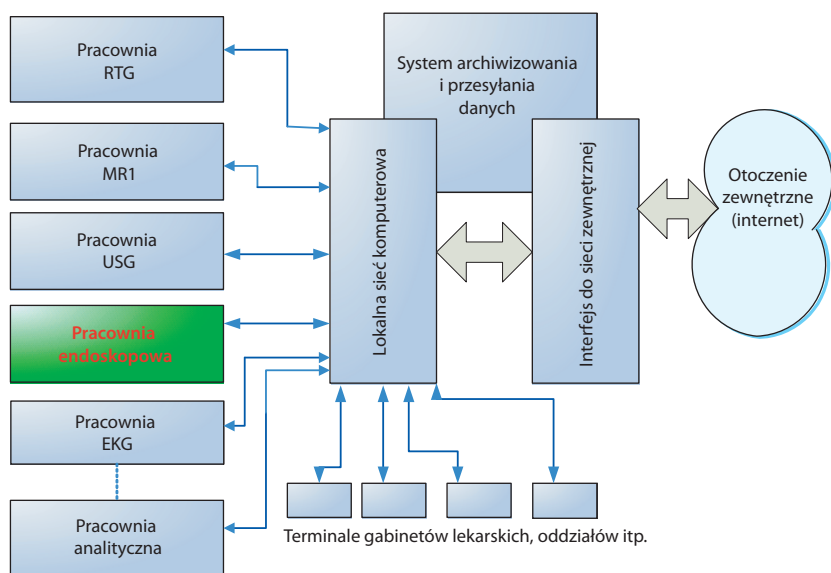 Pracownia
RTG
Pracownia
MR1
Pracownia
USG
Pracownia
endoskopowa
Pracownia
EKG
Pracownia
analityczna
System archiwizowania
i przesyłania
danych
Lokalna sieć komputerowa
Interfejs do sieci zewnętrznej
Otoczenie
zewnętrzne
(internet)
Terminale gabinetów lekarskich, oddziałów itp.